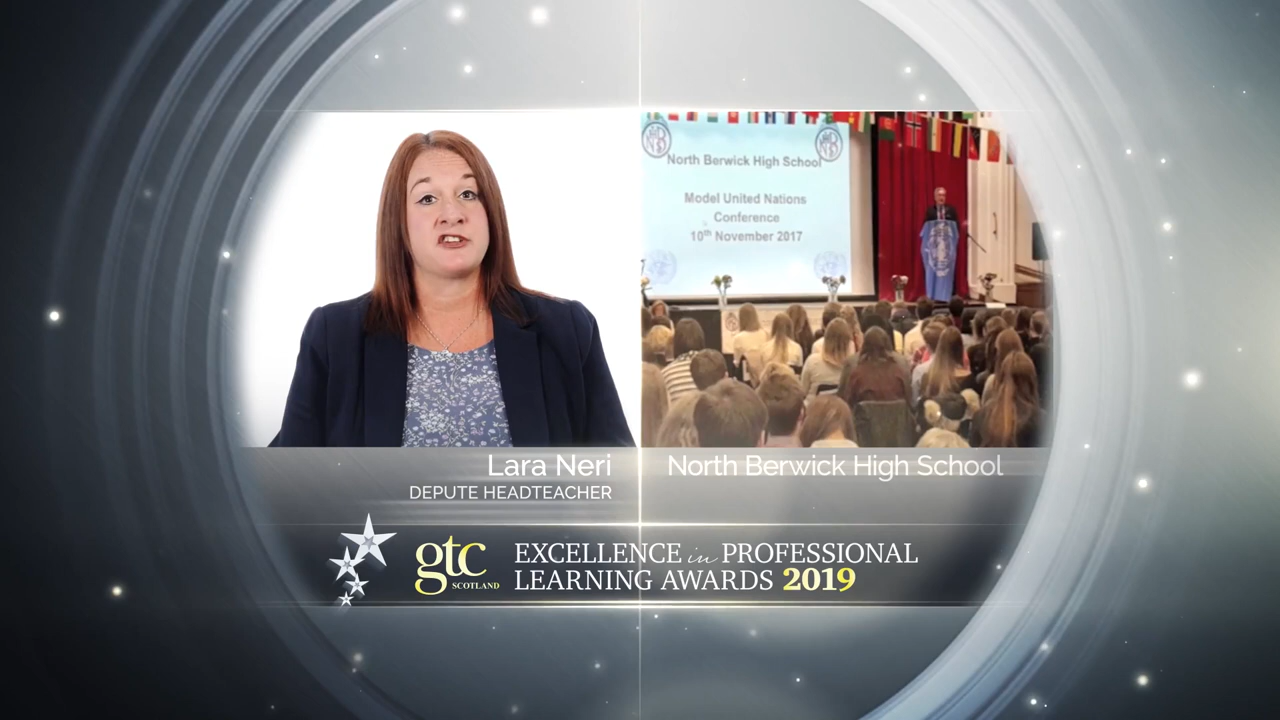 North Berwick High School
Model United Nations
Conference
10th November 2017
Lara Neri
DEPUTE HEADTEACHER
North Berwick High School
gtc
SCOTLAND
EXCELLENCE in PROFESSIONAL
LEARNING AWARDS 2019